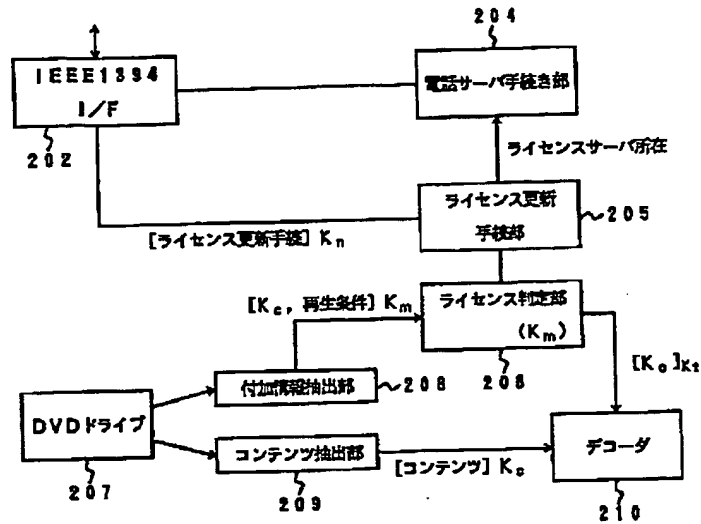 204
IEEE1394
I/F
電話サーバ手続き部
202
ライセンスサーバ所在
ライセンス更新
手続部
205
[ライセンス更新手続] Kn
[Kc, 再生条件] Km
ライセンス判定部
(Km)
付加情報抽出部
208
206
[Kc]Kt
DVDドライブ
コンテンツ抽出部
デコーダ
[コンテンツ] Kc
207
209
210